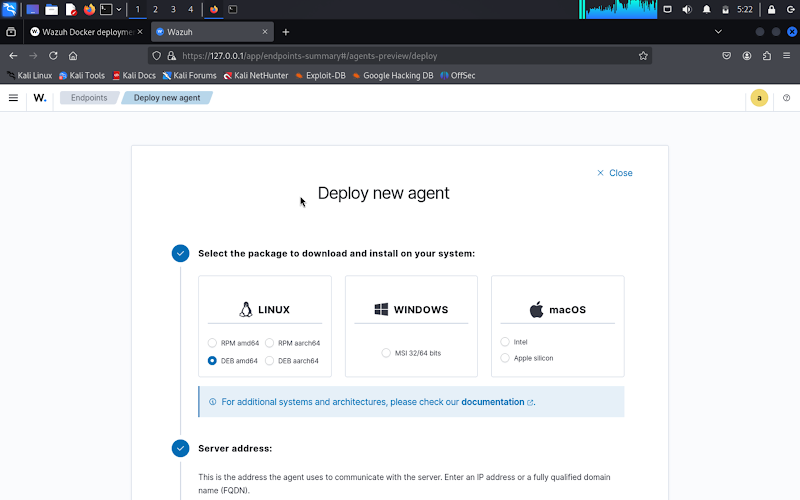 1 2 3 4
5:22
Wazuh Docker deployme
Wazuh
https://127.0.0.1/app/endpoints-summary#/agents-preview/deploy
Kali Linux Kali Tools Kali Docs Kali Forums Kali NetHunter Exploit-DB Google Hacking DB OffSec
W. Endpoints Deploy new agent a
Close
Deploy new agent
Select the package to download and install on your system:
LINUX
RPM amd64 RPM aarch64
DEB amd64 DEB aarch64
WINDOWS
MSI 32/64 bits
macOS
Intel
Apple silicon
For additional systems and architectures, please check our documentation.
Server address:
This is the address the agent uses to communicate with the server. Enter an IP address or a fully qualified domain
name (FQDN).